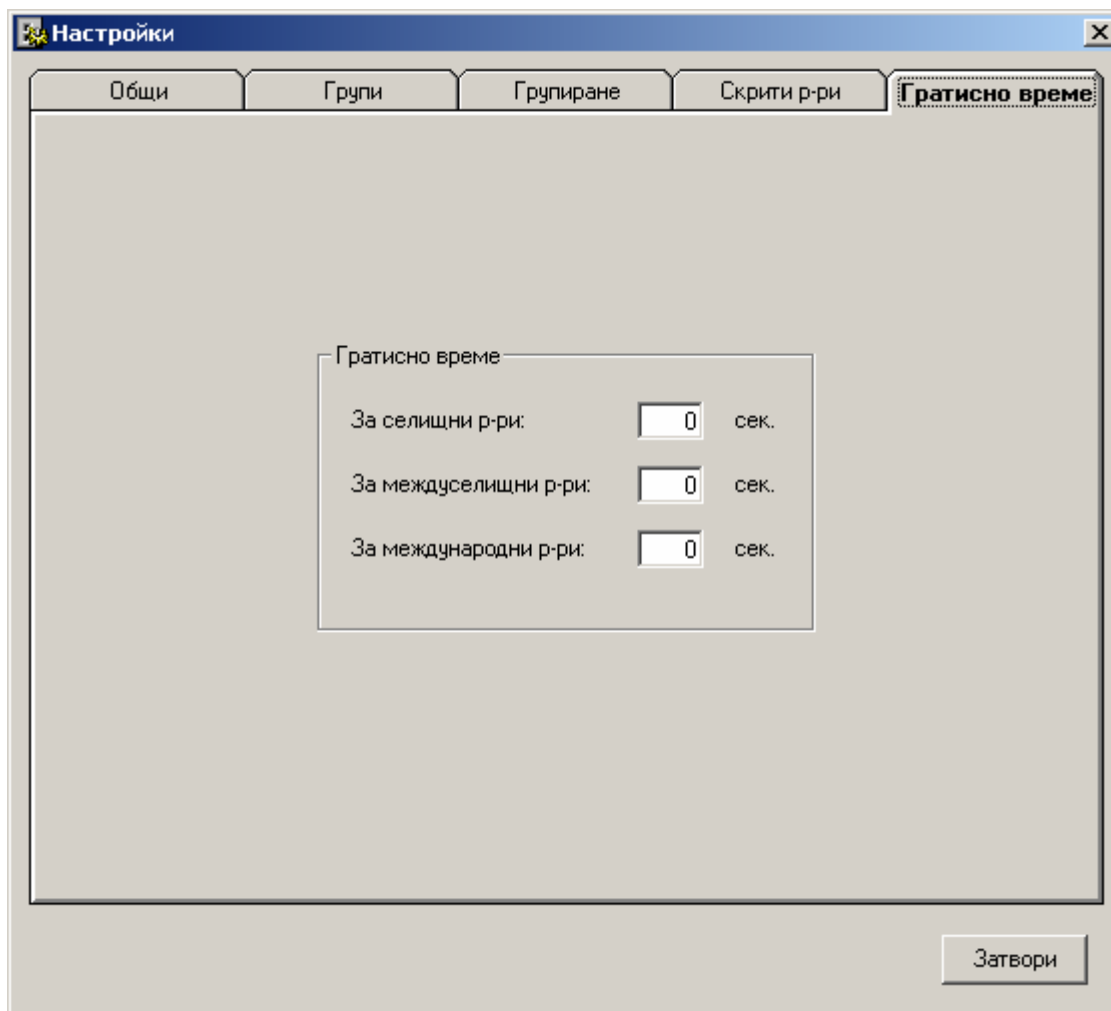 Настройки
Общи Групи Групиране Скрити р-ри Гратисно време
Гратисно време
За селищни р-ри: 0 сек.
За междуселищни р-ри: 0 сек.
За международни р-ри: 0 сек.
Затвори